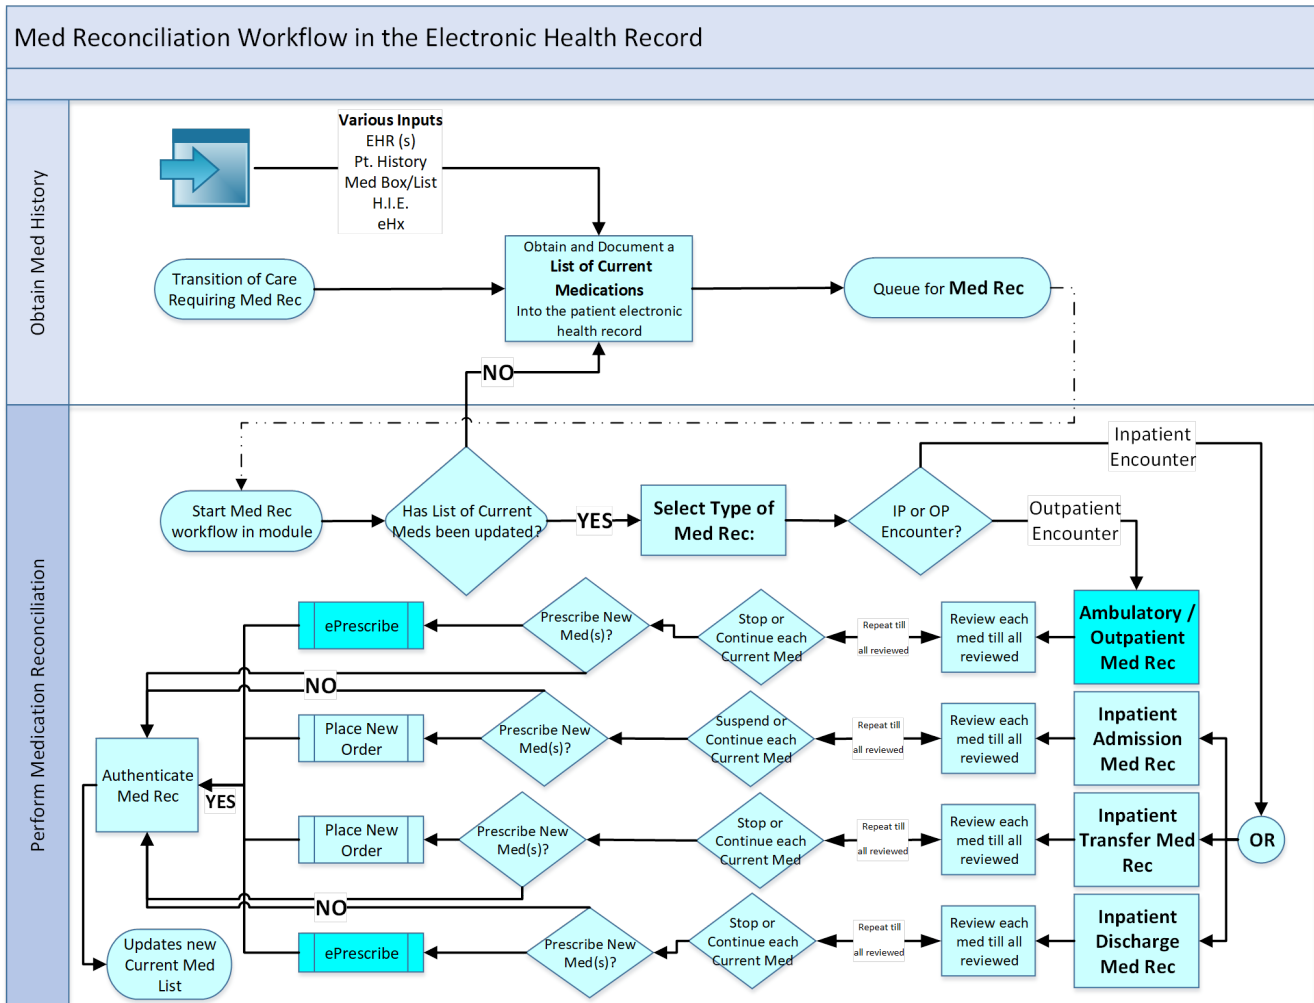 Med Reconciliation Workflow in the Electronic Health Record
Obtain Med History
Various Inputs
EHR (s)
Pt. History
Med Box/List
H.I.E.
eHx
Transition of Care
Requiring Med Rec
Obtain and Document a
List of Current
Medications
Into the patient electronic
health record
Queue for Med Rec
NO
Perform Medication Reconciliation
Start Med Rec
workflow in module
Has List of Current
Meds been updated?
YES
Select Type of
Med Rec:
IP or OP
Encounter?
Inpatient
Encounter
Outpatient
Encounter
Ambulatory /
Outpatient
Med Rec
Review each
med till all
reviewed
Repeat till
all reviewed
Stop or
Continue each
Current Med
Prescribe New
Med(s)?
ePrescribe
NO
Inpatient
Admission
Med Rec
Review each
med till all
reviewed
Repeat till
all reviewed
Suspend or
Continue each
Current Med
Prescribe New
Med(s)?
Place New
Order
Authenticate
Med Rec
YES
OR
Inpatient
Transfer Med
Rec
Review each
med till all
reviewed
Repeat till
all reviewed
Stop or
Continue each
Current Med
Prescribe New
Med(s)?
Place New
Order
NO
Inpatient
Discharge
Med Rec
Review each
med till all
reviewed
Repeat till
all reviewed
Stop or
Continue each
Current Med
Prescribe New
Med(s)?
ePrescribe
Updates new
Current Med
List